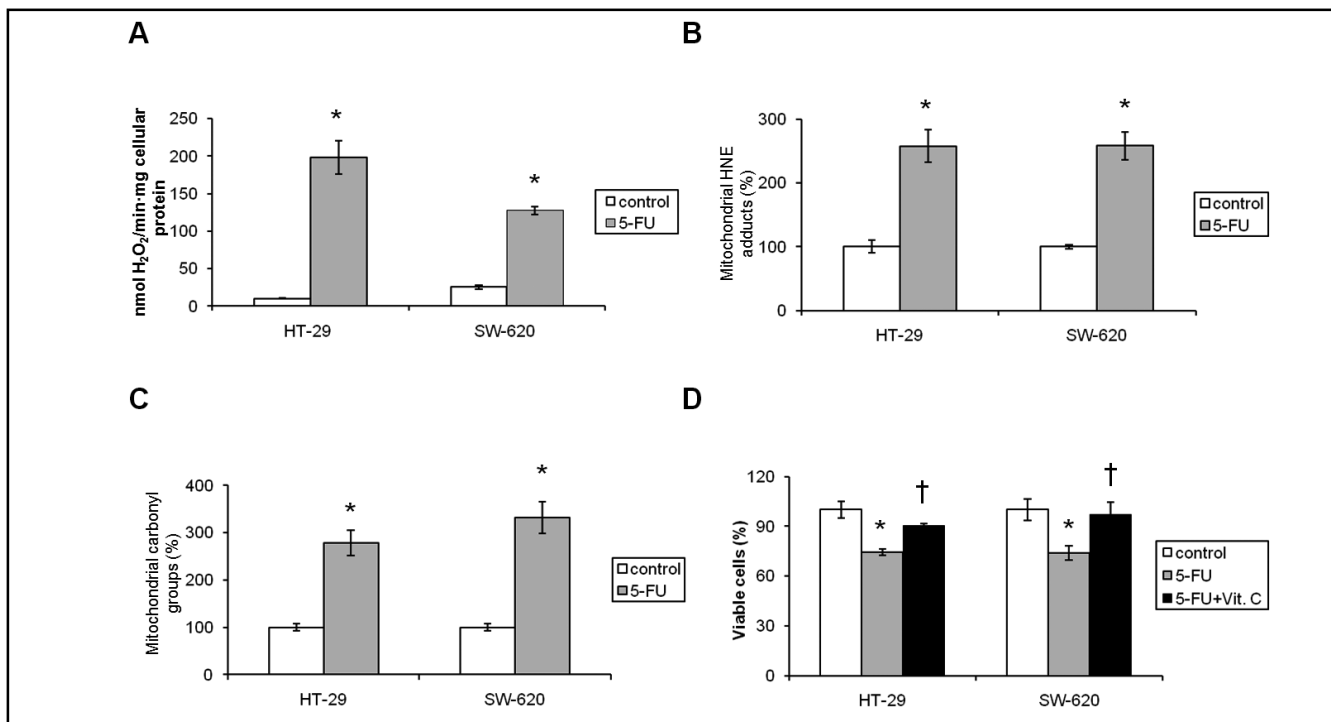 A
nmol H₂O₂/min·mg cellular
protein
250
200
150
100
50
0
*
*
HT-29
SW-620
control
5-FU
B
Mitochondrial HNE
adducts (%)
300
200
100
0
*
*
HT-29
SW-620
control
5-FU
C
Mitochondrial carbonyl
groups (%)
400
300
200
100
0
*
*
HT-29
SW-620
control
5-FU
D
Viable cells (%)
120
90
60
30
0
*
†
*
†
HT-29
SW-620
control
5-FU
5-FU+Vit. C